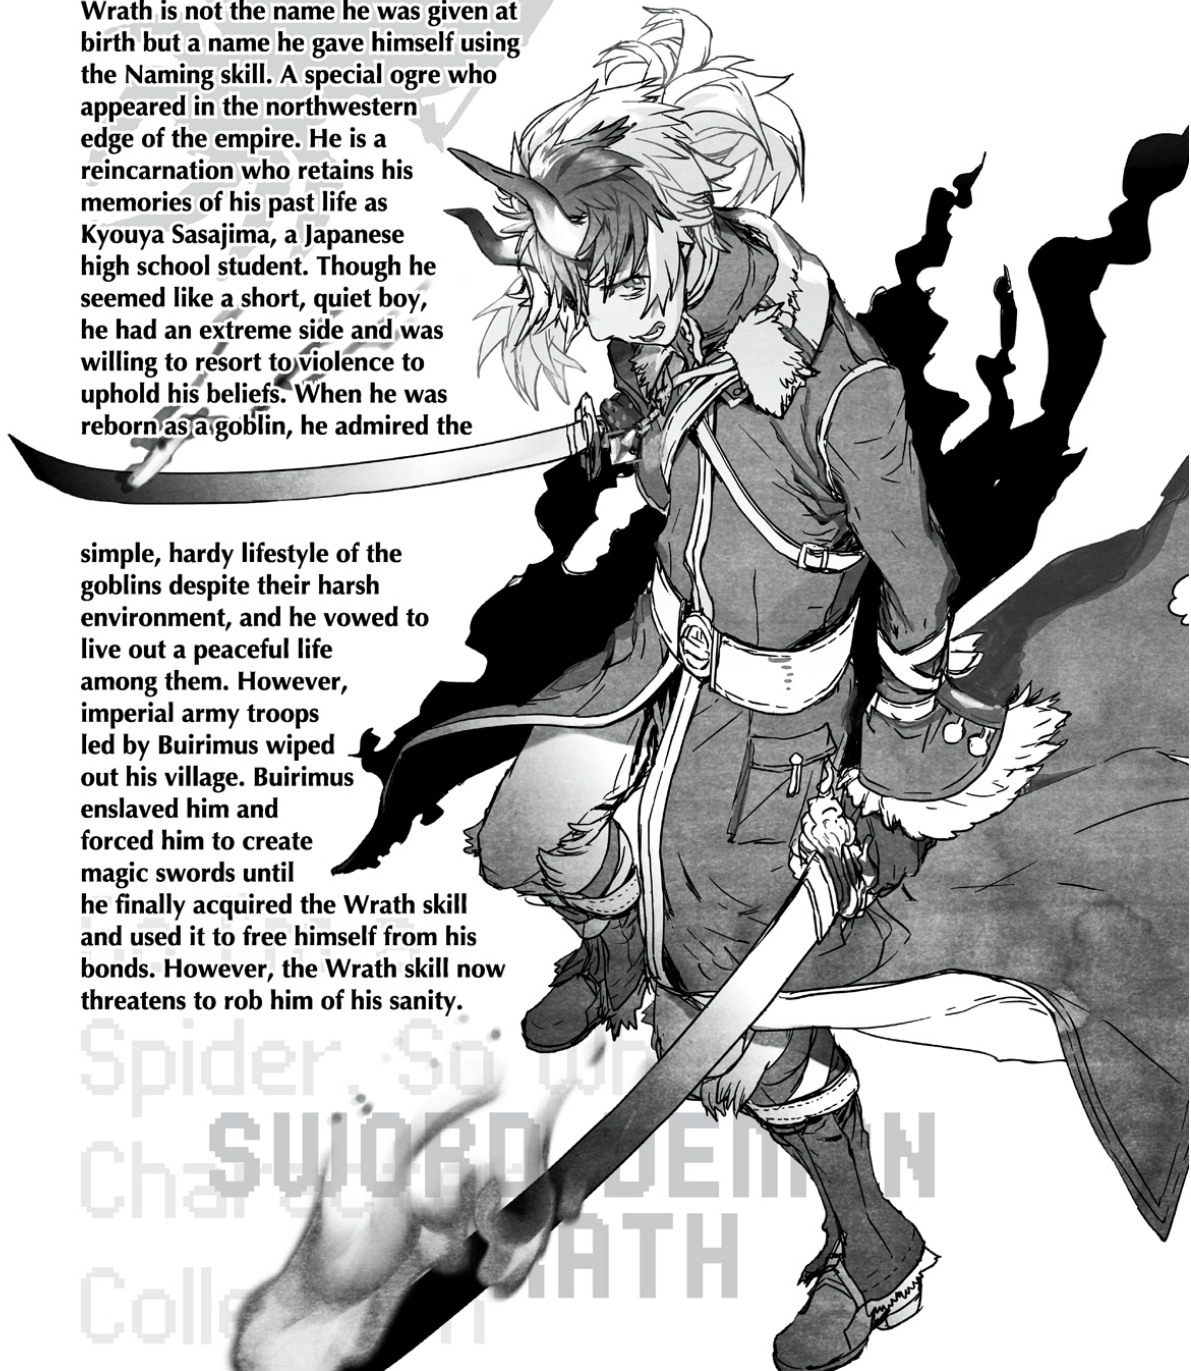 Wrath is not the name he was given at
birth but a name he gave himself using
the Naming skill. A special ogre who
appeared in the northwestern
edge of the empire. He is a
reincarnation who retains his
memories of his past life as
Kyouya Sasajima, a Japanese
high school student. Though he
seemed like a short, quiet boy,
he had an extreme side and was
willing to resort to violence to
uphold his beliefs. When he was
reborn as a goblin, he admired the
simple, hardy lifestyle of the
goblins despite their harsh
environment, and he vowed to
live out a peaceful life
among them. However,
imperial army troops
led by Buirimus wiped
out his village. Buirimus
enslaved him and
forced him to create
magic swords until
he finally acquired the Wrath skill
and used it to free himself from his
bonds. However, the Wrath skill now
threatens to rob him of his sanity.
Spider, So
SWORD DEMON